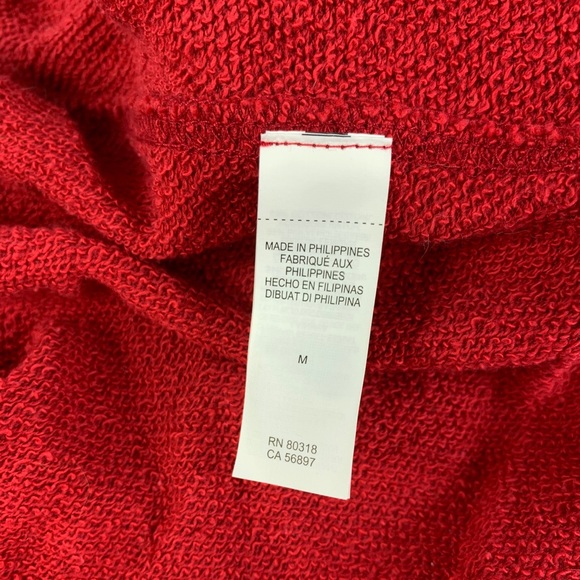 MADE IN PHILIPPINES
FABRIQUÉ AUX
PHILIPPINES
HECHO EN FILIPINAS
DIBUAT DI PHILIPINA
M
RN 80318
CA 56897